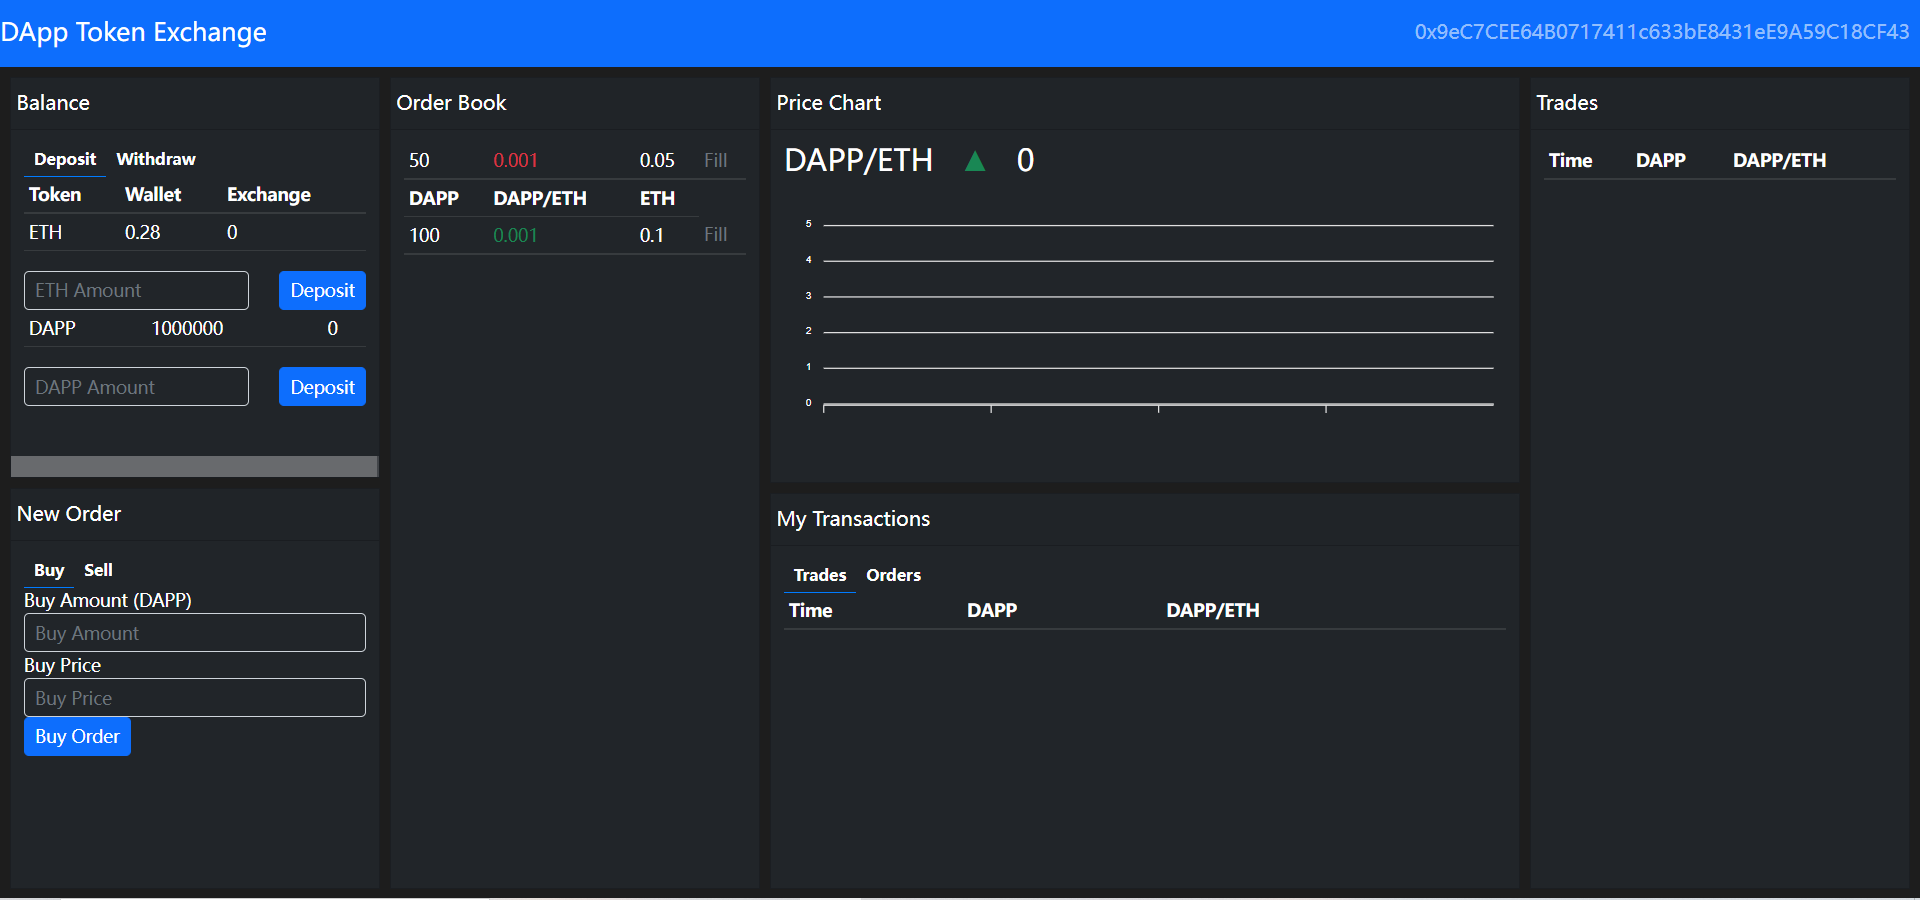 DApp Token Exchange
0x9eC7CEE64B0717411c633bE8431eE9A59C18CF43
Balance
Deposit Withdraw
Token Wallet Exchange
ETH 0.28 0
ETH Amount Deposit
DAPP 1000000 0
DAPP Amount Deposit
New Order
Buy Sell
Buy Amount (DAPP)
Buy Amount
Buy Price
Buy Price
Buy Order
Order Book
50 0.001 0.05 Fill
DAPP DAPP/ETH ETH
100 0.001 0.1 Fill
Price Chart
DAPP/ETH ▲ 0
5
4
3
2
1
0
My Transactions
Trades Orders
Time DAPP DAPP/ETH
Trades
Time DAPP DAPP/ETH